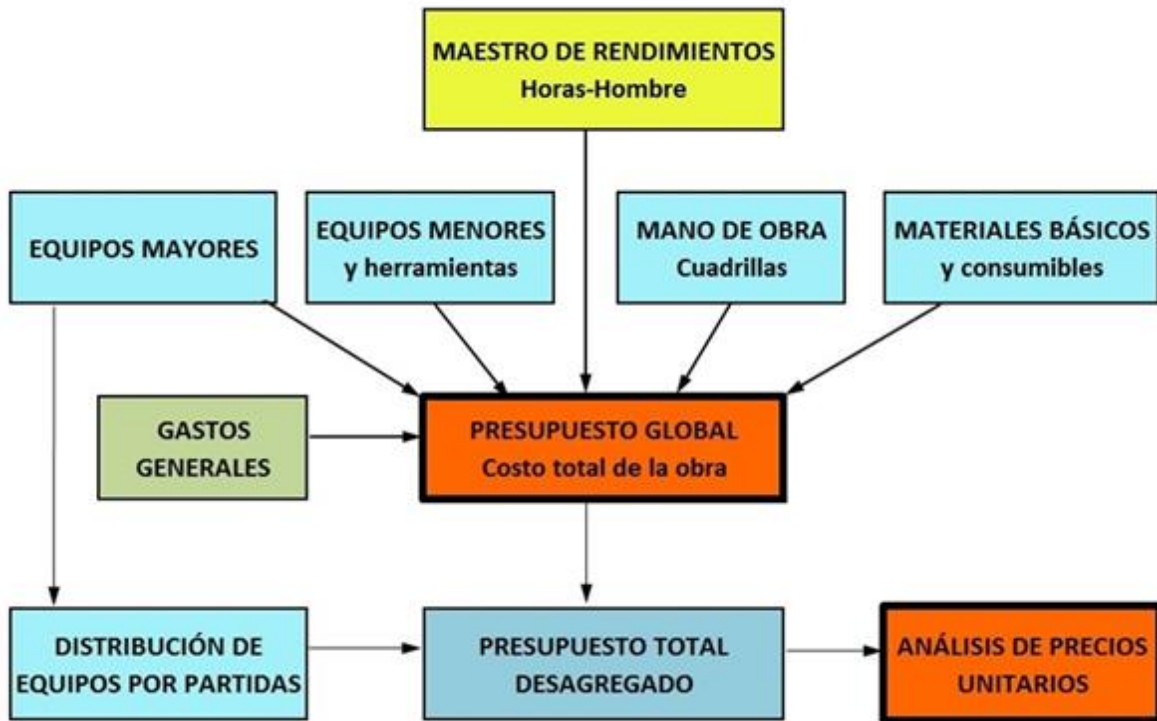 MAESTRO DE RENDIMIENTOS
Horas-Hombre
EQUIPOS MAYORES
EQUIPOS MENORES
y herramientas
MANO DE OBRA
Cuadrillas
MATERIALES BÁSICOS
y consumibles
GASTOS
GENERALES
PRESUPUESTO GLOBAL
Costo total de la obra
DISTRIBUCIÓN DE
EQUIPOS POR PARTIDAS
PRESUPUESTO TOTAL
DESAGREGADO
ANÁLISIS DE PRECIOS
UNITARIOS